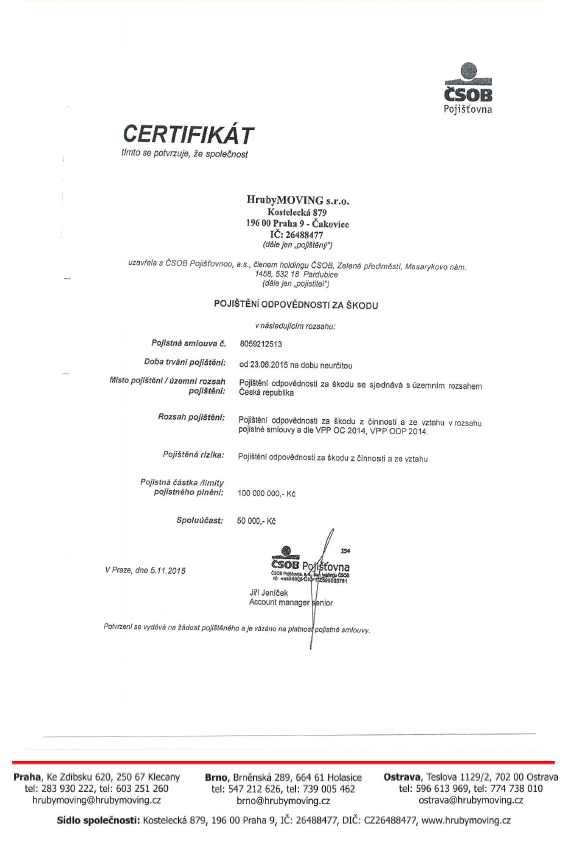 ČSOB
Pojišťovna
CERTIFIKÁT
tímto se potvrzuje, že společnost
HrubyMOVING s.r.o.
Kostelecká 879
196 00 Praha 9 - Čakovice
IČ: 26488477
(dále jen „pojištěný")
uzavřela s ČSOB Pojišťovnou, a.s., členem holdingu ČSOB, Zelené předměstí, Masarykovo nám.
1458, 532 18 Pardubice
(dále jen „pojistitel")
POJIŠTĚNÍ ODPOVĚDNOSTI ZA ŠKODU
v následujícím rozsahu:
Pojistná smlouva č. 8059212513
Doba trvání pojištění: od 23.06.2015 na dobu neurčitou
Místo pojištění / územní rozsah pojištění: Pojištění odpovědnosti za škodu se sjednává s územním rozsahem
Česká republika
Rozsah pojištění: Pojištění odpovědnosti za škodu z činnosti a ze vztahu v rozsahu
pojistné smlouvy a dle VPP OC 2014, VPP ODP 2014.
Pojištěná rizika: Pojištění odpovědnosti za škodu z činnosti a ze vztahu
Pojistná částka /limity
pojistného plnění: 100 000 000,- Kč
Spoluúčast: 50 000,- Kč
ČSOB Pojišťovna
154
V Praze, dne 5.11.2015
Jiří Jeníček
Account manager senior
Potvrzení se vydává na žádost pojištěného a je vázáno na platnost pojistné smlouvy.
Praha, Ke Zdibsku 620, 250 67 Klecany
tel: 283 930 222, tel: 603 251 260
hrubymoving@hrubymoving.cz
Brno, Brněnská 289, 664 61 Holasice
tel: 547 212 626, tel: 739 005 462
brno@hrubymoving.cz
Ostrava, Teslova 1129/2, 702 00 Ostrava
tel: 596 613 969, tel: 774 738 010
ostrava@hrubymoving.cz
Sídlo společnosti: Kostelecká 879, 196 00 Praha 9, IČ: 26488477, DIČ: CZ26488477, www.hrubymoving.cz